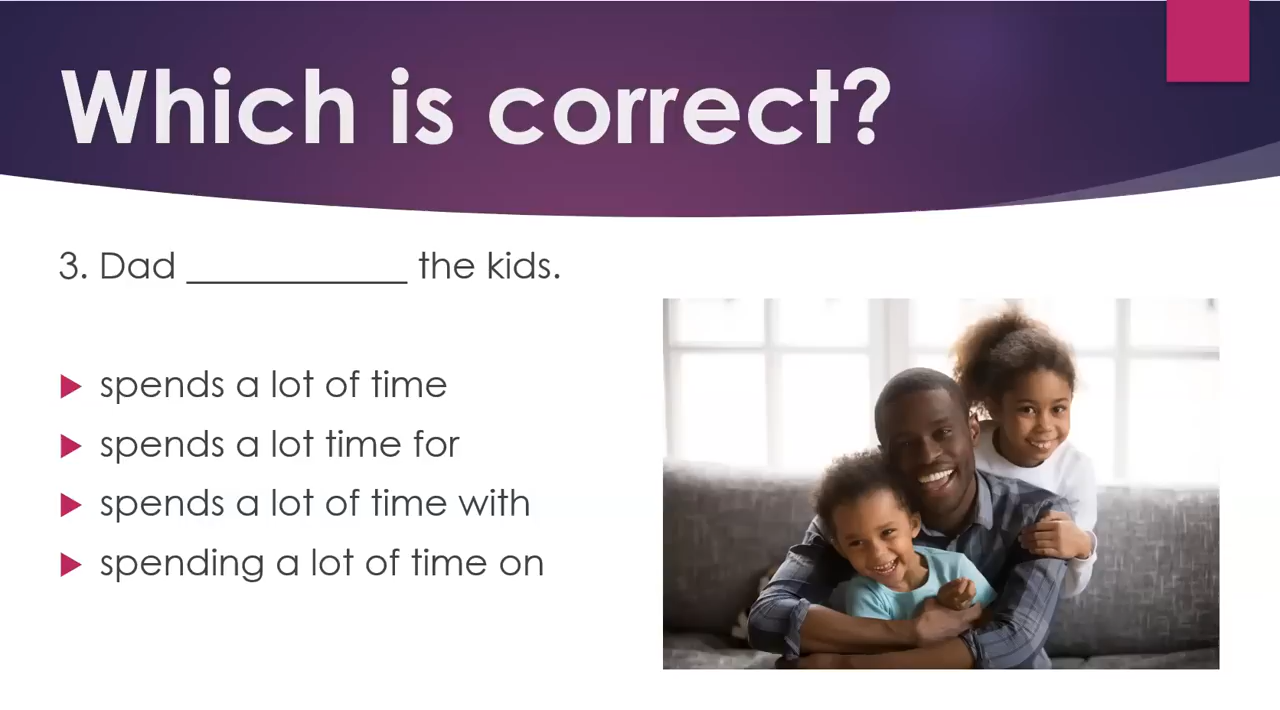 Which is correct?
3. Dad ___________ the kids.
spends a lot of time
spends a lot time for
spends a lot of time with
spending a lot of time on